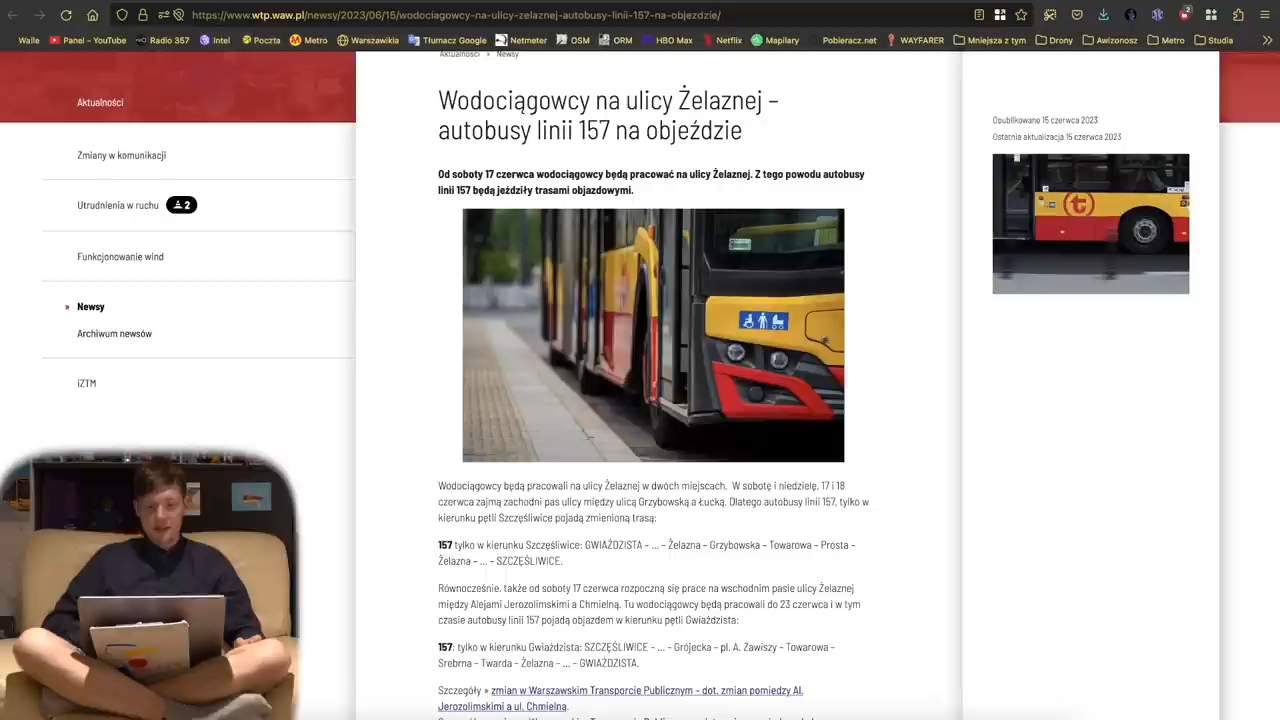 https://www.wtp.waw.pl/newsy/2023/06/15/wodociagowcy-na-ulicy-zelaznej-autobusy-linii-157-na-objezdzie/
Walle Popularne - YouT Radio 357 Intel Poczta Metro Warszawikia Tłumacz Google Netmeter OSM ORM HBO Max Netflix Mapilary Pobieracz.net WAYFARER Mniejsza z tym Drony Awizonosz Metro Studia
Aktualności » Newsy
Aktualności
Zmiany w komunikacji
Utrudnienia w ruchu 2
Funkcjonowanie wind
» Newsy
Archiwum newsów
iZTM
Wodociągowcy na ulicy Żelaznej –
autobusy linii 157 na objeździe
Od soboty 17 czerwca wodociągowcy będą pracować na ulicy Żelaznej. Z tego powodu autobusy
linii 157 będą jeździły trasami objazdowymi.
Wodociągowcy będą pracowali na ulicy Żelaznej w dwóch miejscach. W sobotę i niedzielę, 17 i 18
czerwca zajmą zachodni pas ulicy między ulicą Grzybowską a Łucką. Dlatego autobusy linii 157, tylko w
kierunku pętli Szczęśliwice pojadą zmienioną trasą:
157 tylko w kierunku Szczęśliwice: GWIAŹDZISTA – ... – Żelazna – Grzybowska – Towarowa – Prosta –
Żelazna – ... – SZCZĘŚLIWICE.
Równocześnie, także od soboty 17 czerwca rozpoczną się prace na wschodnim pasie ulicy Żelaznej
między Alejami Jerozolimskimi a Chmielną. Tu wodociągowcy będą pracowali do 23 czerwca i w tym
czasie autobusy linii 157 pojadą objazdem w kierunku pętli Gwiaździsta:
157: tylko w kierunku Gwiaździsta: SZCZĘŚLIWICE – ... – Grójecka – pl. A. Zawiszy – Towarowa –
Srebrna – Twarda – Żelazna – ... – GWIAŹDZISTA.
Szczegóły » zmian w Warszawskim Transporcie Publicznym – dot. zmian pomiędzy Al.
Jerozolimskimi a ul. Chmielną.
Opublikowano 15 czerwca 2023
Ostatnia aktualizacja 15 czerwca 2023